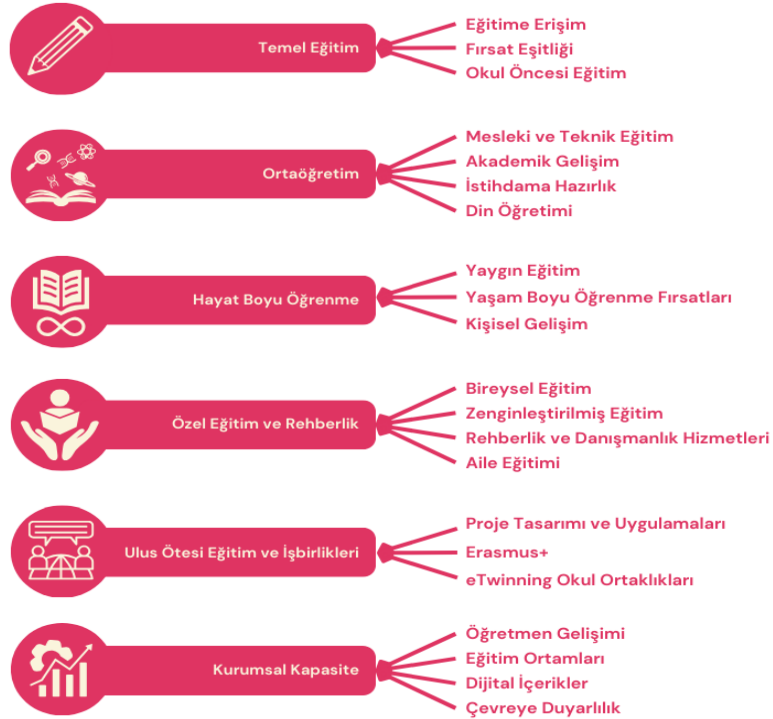 Temel Eğitim
Eğitime Erişim
Fırsat Eşitliği
Okul Öncesi Eğitim
Ortaöğretim
Mesleki ve Teknik Eğitim
Akademik Gelişim
İstihdama Hazırlık
Din Öğretimi
Hayat Boyu Öğrenme
Yaygın Eğitim
Yaşam Boyu Öğrenme Fırsatları
Kişisel Gelişim
Özel Eğitim ve Rehberlik
Bireysel Eğitim
Zenginleştirilmiş Eğitim
Rehberlik ve Danışmanlık Hizmetleri
Aile Eğitimi
Ulus Ötesi Eğitim ve İşbirlikleri
Proje Tasarımı ve Uygulamaları
Erasmus+
eTwinning Okul Ortaklıkları
Kurumsal Kapasite
Öğretmen Gelişimi
Eğitim Ortamları
Dijital İçerikler
Çevreye Duyarlılık